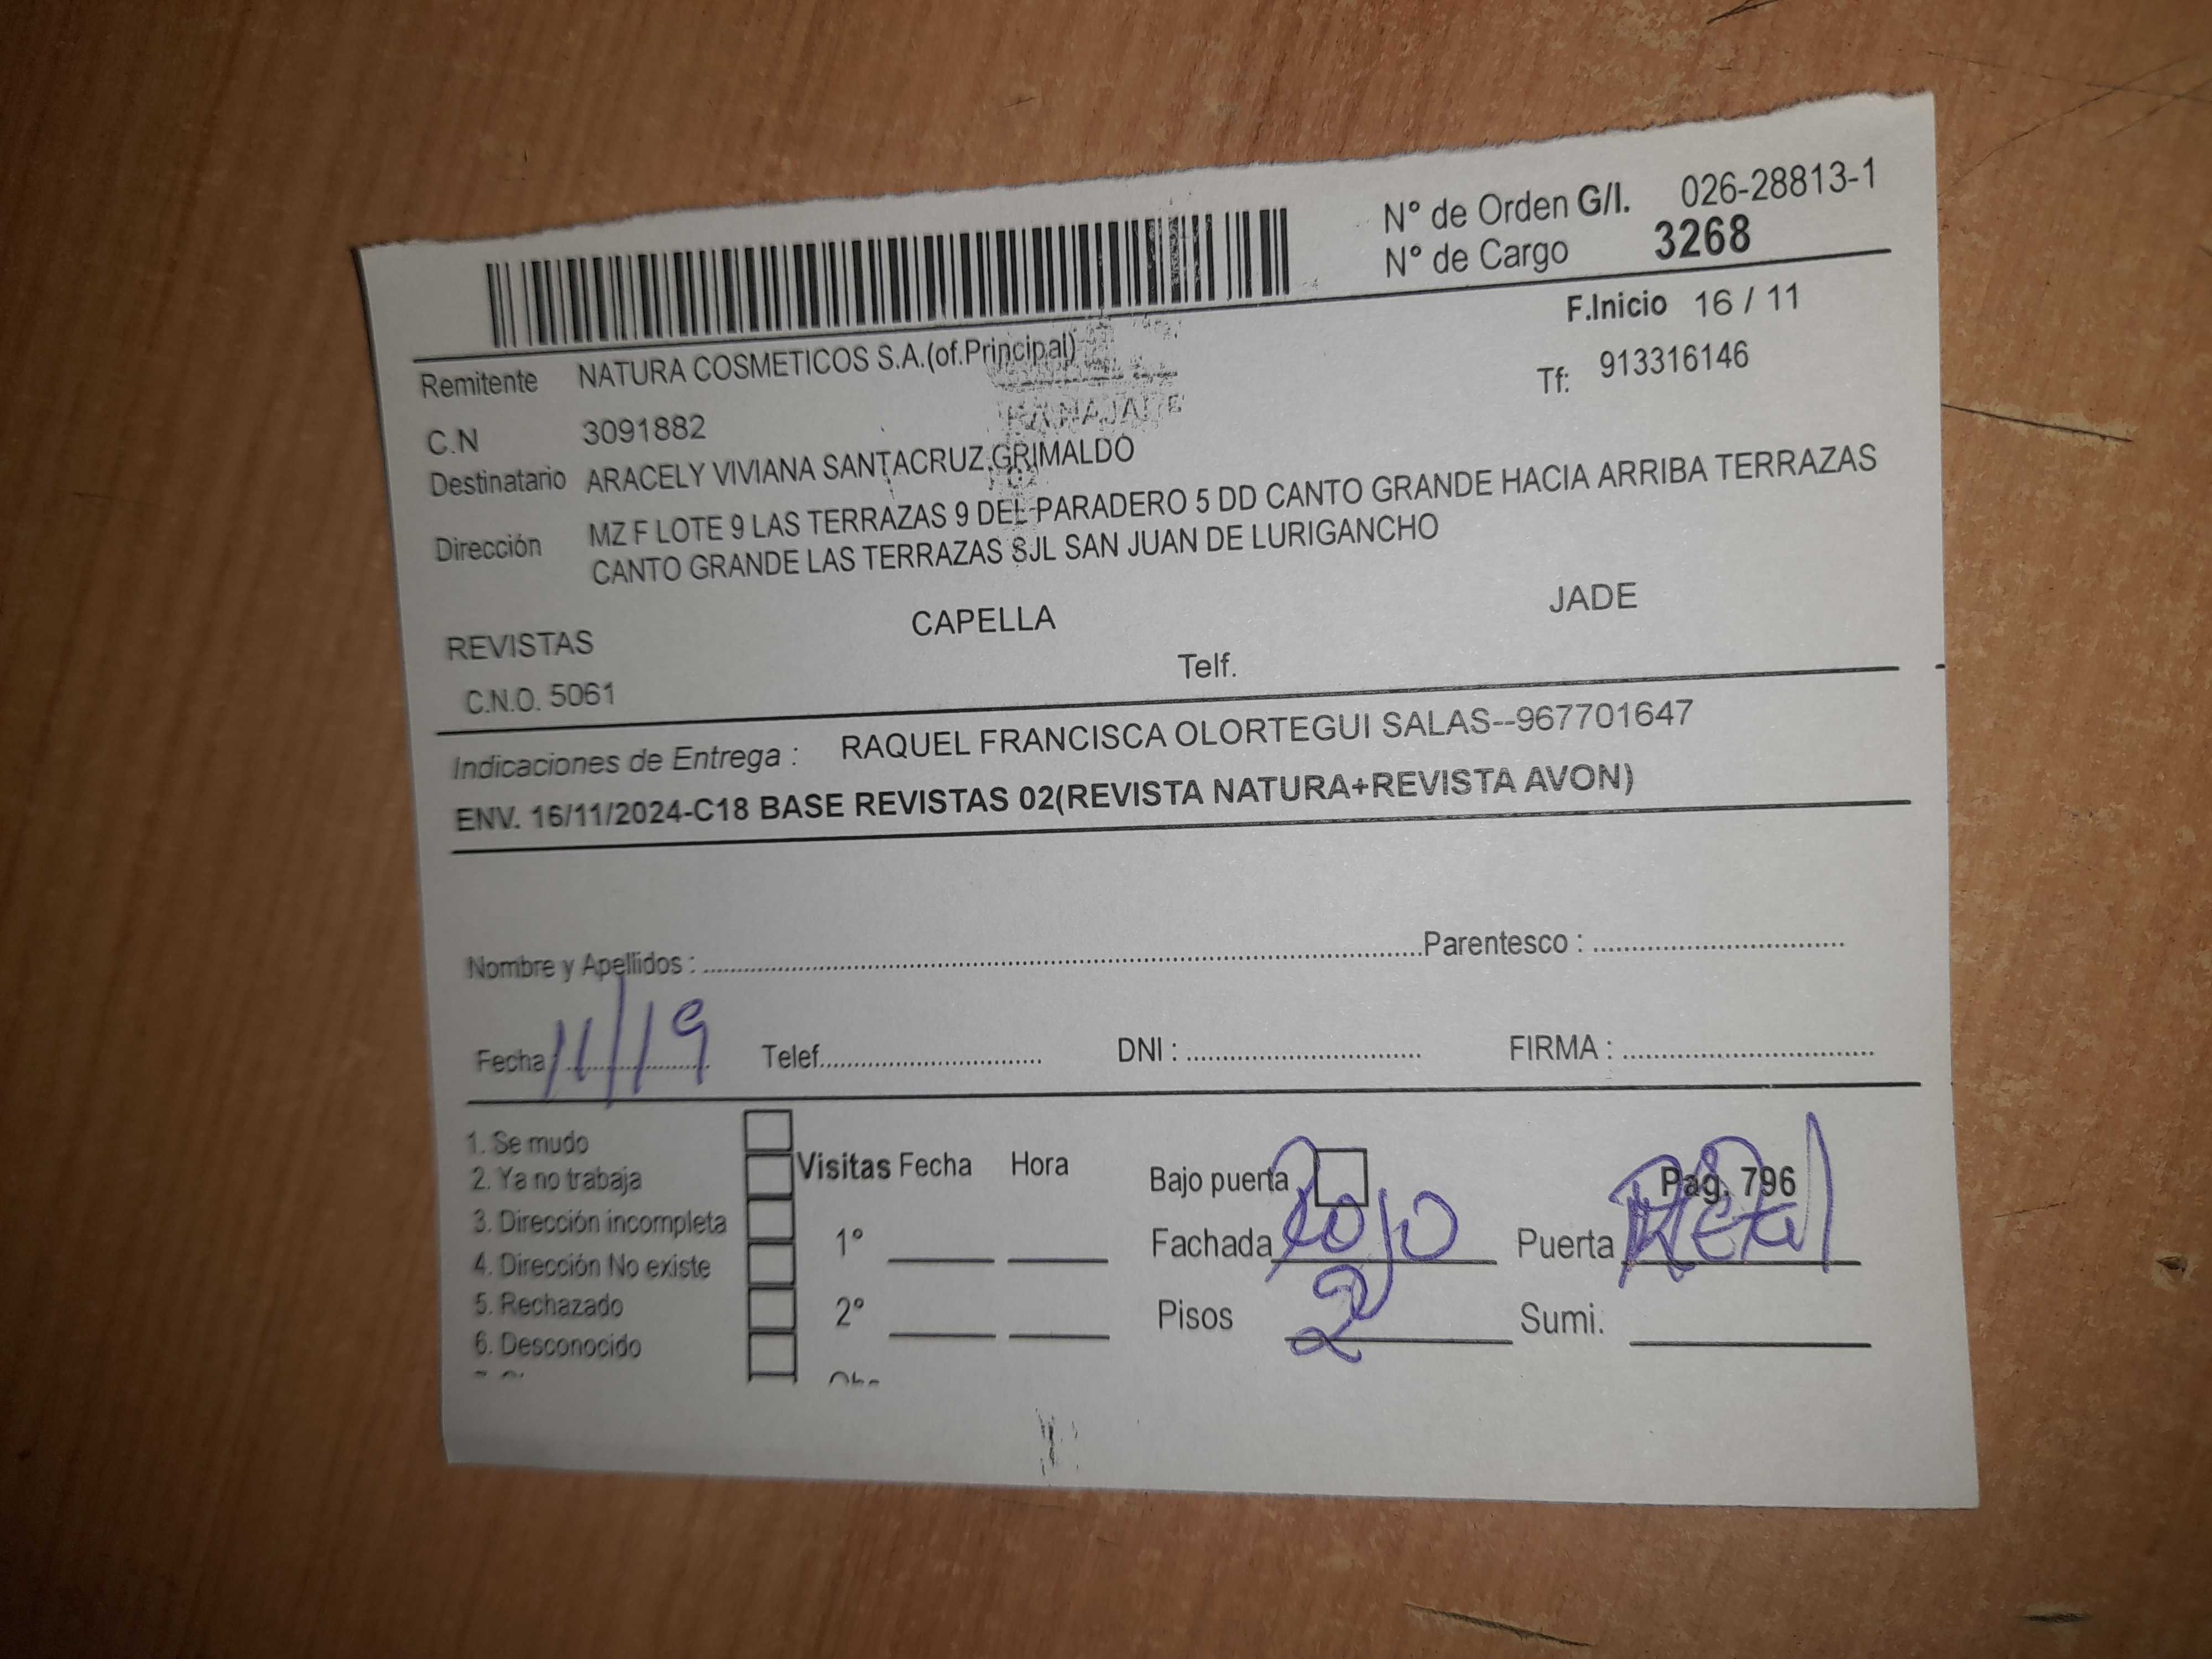 N° de Orden G/I. 026-28813-1
N° de Cargo 3268
F.Inicio 16 / 11
Remitente NATURA COSMETICOS S.A.(of.Principal)
Tf: 913316146
C.N 3091882
Destinatario ARACELY VIVIANA SANTACRUZ GRIMALDO
Dirección MZ F LOTE 9 LAS TERRAZAS 9 DEL PARADERO 5 DD CANTO GRANDE HACIA ARRIBA TERRAZAS
CANTO GRANDE LAS TERRAZAS SJL SAN JUAN DE LURIGANCHO
REVISTAS CAPELLA JADE
C.N.O. 5061 Telf.
Indicaciones de Entrega : RAQUEL FRANCISCA OLORTEGUI SALAS--967701647
ENV. 16/11/2024-C18 BASE REVISTAS 02(REVISTA NATURA+REVISTA AVON)
Nombre y Apellidos : Parentesco :
Fecha 11/19 Telef. DNI : FIRMA :
1. Se mudo
2. Ya no trabaja
3. Dirección incompleta
4. Dirección No existe
5. Rechazado
6. Desconocido
Visitas Fecha Hora
1°
2°
Bajo puerta Pag. 796
Fachada Rojo Puerta Metal
Pisos 2 Sumi.